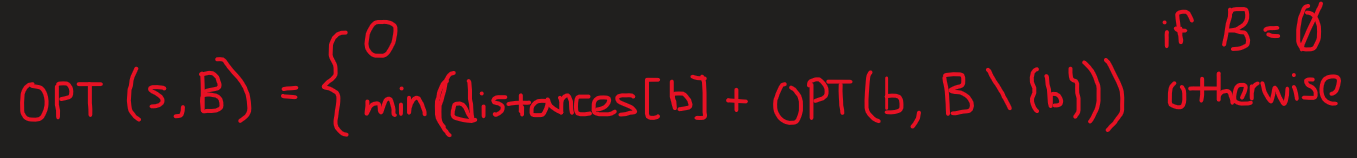 0 if B = ∅
OPT (s, B) = { min(distances[b] + OPT(b, B \ {b})) otherwise